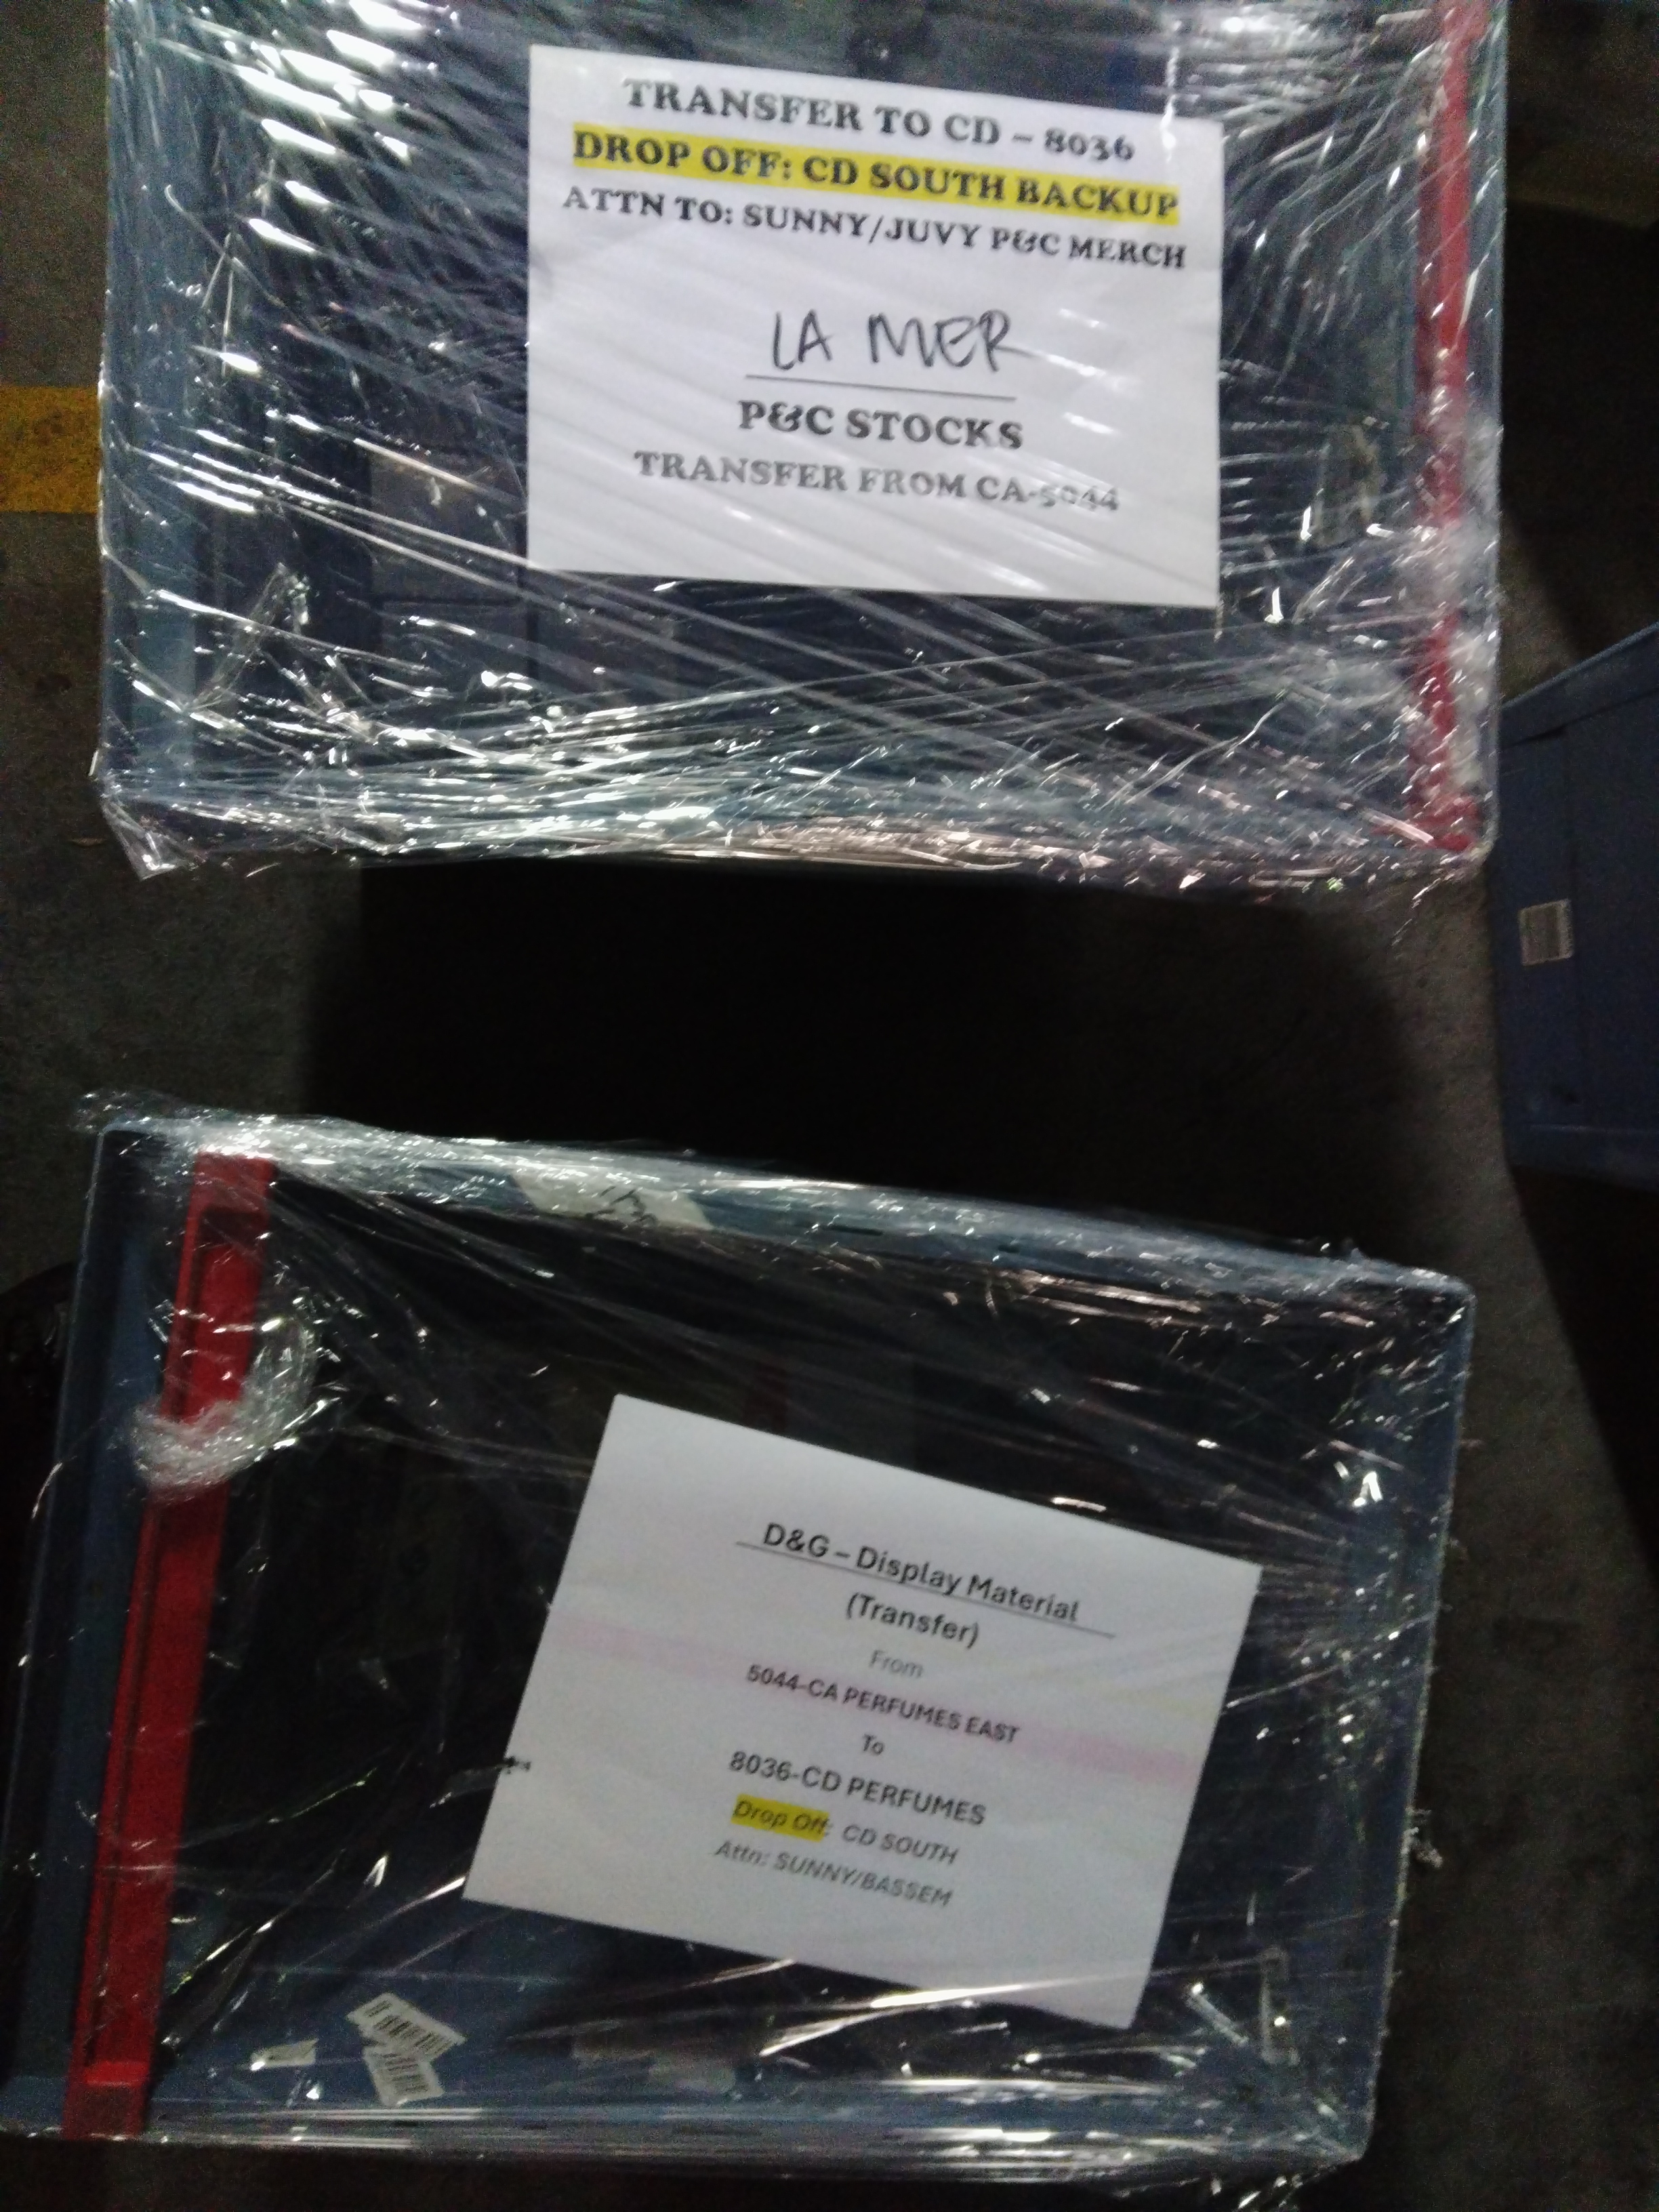 TRANSFER TO CD – 8036
DROP OFF: CD SOUTH BACKUP
ATTN TO: SUNNY/JUVY P&C MERCH
LA MER
P&C STOCKS
TRANSFER FROM CA-5044
D&G – Display Material
(Transfer)
From
5044-CA PERFUMES EAST
To
8036-CD PERFUMES
Drop Off: CD SOUTH
Attn: SUNNY/BASSEM